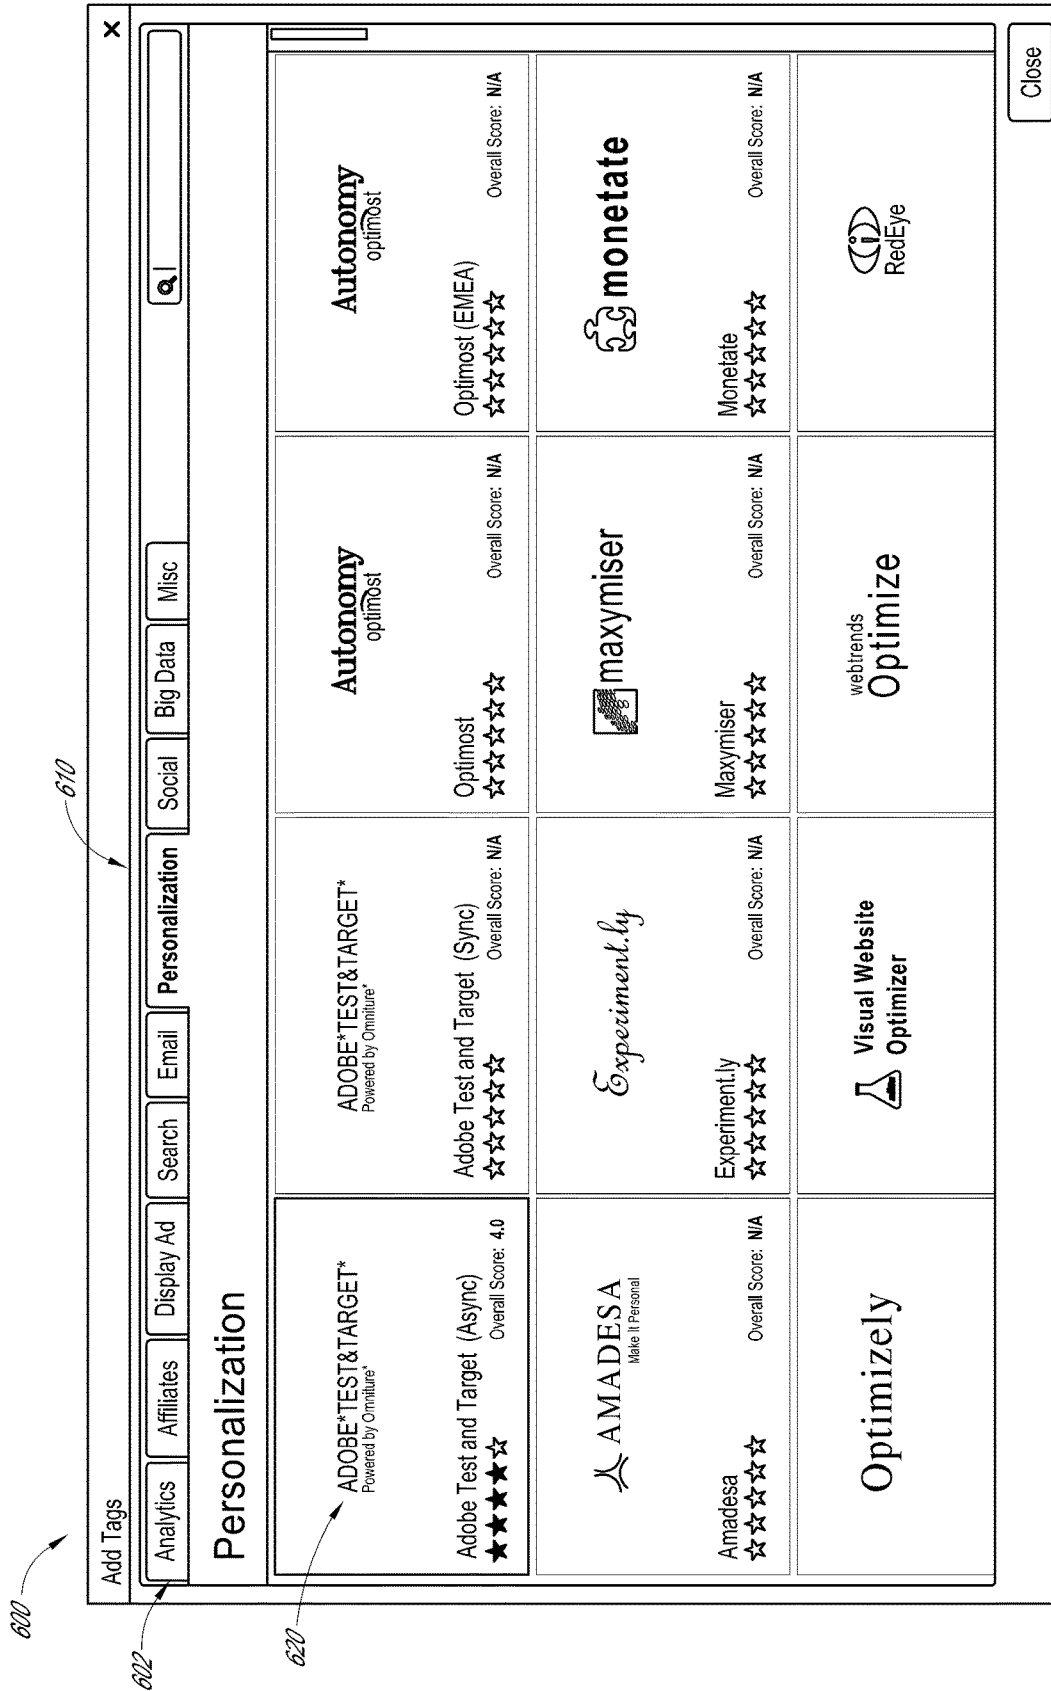 600
Add Tags
×
602
610
Analytics
Affiliates
Display Ad
Search
Email
Personalization
Social
Big Data
Misc
Personalization
620
ADOBE*TEST&TARGET*
Powered by Omniture*
Adobe Test and Target (Async)
Overall Score: 4.0
ADOBE*TEST&TARGET*
Powered by Omniture*
Adobe Test and Target (Sync)
Overall Score: N/A
Autonomy
optimost
Optimost
Overall Score: N/A
Autonomy
optimost
Optimost (EMEA)
Overall Score: N/A
AMADESA
Make It Personal
Amadesa
Overall Score: N/A
Experiment.ly
Experiment.ly
Overall Score: N/A
maxymiser
Maxymiser
Overall Score: N/A
monetate
Monetate
Overall Score: N/A
Optimizely
Visual Website
Optimizer
webtrends
Optimize
RedEye
Close